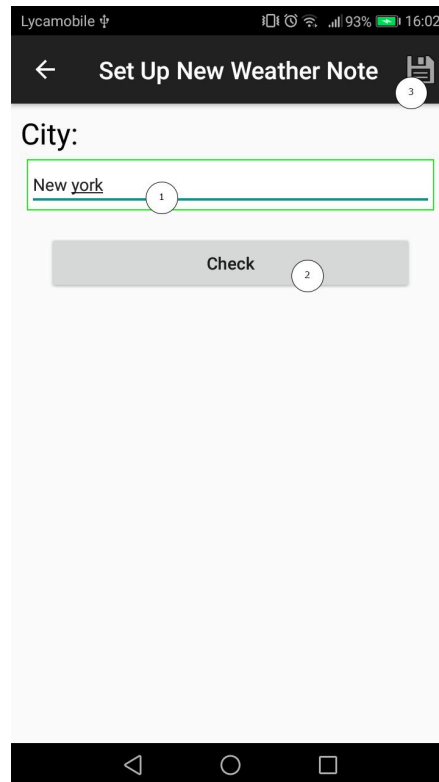 Lycamobile 93% 16:02
Set Up New Weather Note
3
City:
New york
1
Check
2